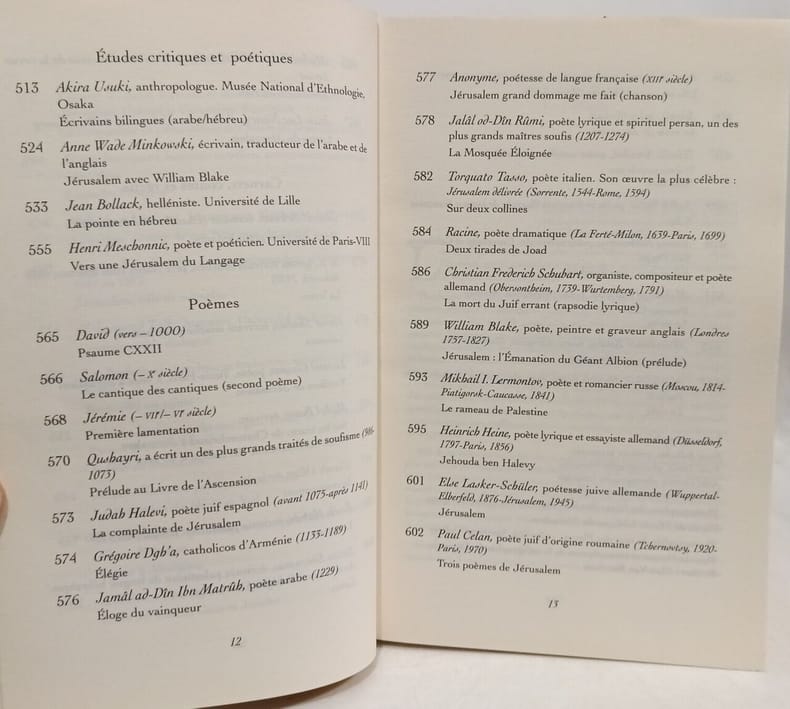 Études critiques et poétiques
513 Akira Usuki, anthropologue. Musée National d'Ethnologie,
Osaka
Écrivains bilingues (arabe/hébreu)
524 Anne Wade Minkowski, écrivain, traducteur de l'arabe et de
l'anglais
Jérusalem avec William Blake
533 Jean Bollack, helléniste. Université de Lille
La pointe en hébreu
555 Henri Meschonnic, poète et poéticien. Université de Paris-VIII
Vers une Jérusalem du Langage
Poèmes
565 David (vers – 1000)
Psaume CXXII
566 Salomon (– Xe siècle)
Le cantique des cantiques (second poème)
568 Jérémie (– VIIe/– VIe siècle)
Première lamentation
570 Qushayri, a écrit un des plus grands traités de soufisme (986-
1073)
Prélude au Livre de l'Ascension
573 Judah Halevi, poète juif espagnol (avant 1075-après 1141)
La complainte de Jérusalem
574 Grégoire Dgh'a, catholicos d'Arménie (1133-1189)
Élégie
576 Jamâl ad-Dîn Ibn Matrûh, poète arabe (1229)
Éloge du vainqueur
12
577 Anonyme, poétesse de langue française (XIIIe siècle)
Jérusalem grand dommage me fait (chanson)
578 Jalâl od-Dîn Rûmi, poète lyrique et spirituel persan, un des
plus grands maîtres soufis (1207-1274)
La Mosquée Éloignée
582 Torquato Tasso, poète italien. Son œuvre la plus célèbre :
Jérusalem délivrée (Sorrente, 1544-Rome, 1594)
Sur deux collines
584 Racine, poète dramatique (La Ferté-Milon, 1639-Paris, 1699)
Deux tirades de Joad
586 Christian Frederich Schubart, organiste, compositeur et poète
allemand (Obersontheim, 1739-Wurtemberg, 1791)
La mort du Juif errant (rapsodie lyrique)
589 William Blake, poète, peintre et graveur anglais (Londres
1757-1827)
Jérusalem : l'Émanation du Géant Albion (prélude)
593 Mikhail I. Lermontov, poète et romancier russe (Moscou, 1814-
Piatigorsk-Caucasse, 1841)
Le rameau de Palestine
595 Heinrich Heine, poète lyrique et essayiste allemand (Düsseldorf,
1797-Paris, 1856)
Jehouda ben Halevy
601 Else Lasker-Schüler, poétesse juive allemande (Wuppertal-
Elberfeld, 1876-Jérusalem, 1945)
Jérusalem
602 Paul Celan, poète juif d'origine roumaine (Tchernovtsy, 1920-
Paris, 1970)
Trois poèmes de Jérusalem
13